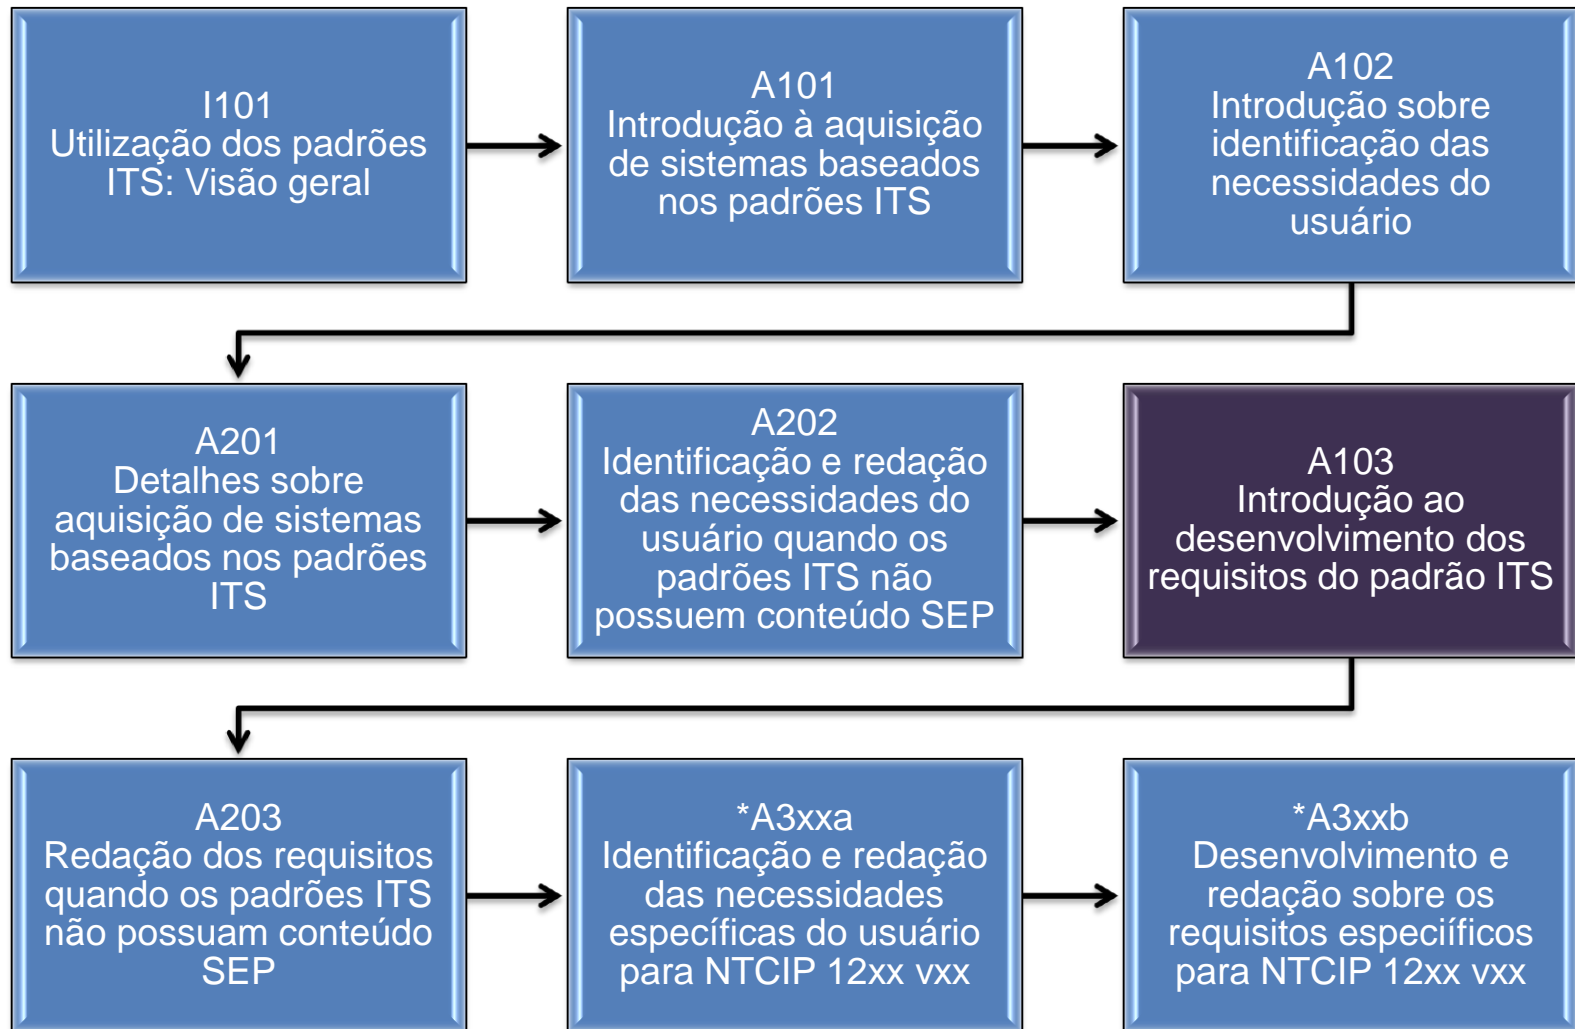 I101
Utilização dos padrões
ITS: Visão geral
A101
Introdução à aquisição
de sistemas baseados
nos padrões ITS
A102
Introdução sobre
identificação das
necessidades do
usuário
A201
Detalhes sobre
aquisição de sistemas
baseados nos padrões
ITS
A202
Identificação e redação
das necessidades do
usuário quando os
padrões ITS não
possuem conteúdo SEP
A103
Introdução ao
desenvolvimento dos
requisitos do padrão ITS
A203
Redação dos requisitos
quando os padrões ITS
não possuam conteúdo
SEP
*A3xxa
Identificação e redação
das necessidades
específicas do usuário
para NTCIP 12xx vxx
*A3xxb
Desenvolvimento e
redação sobre os
requisitos especiíficos
para NTCIP 12xx vxx